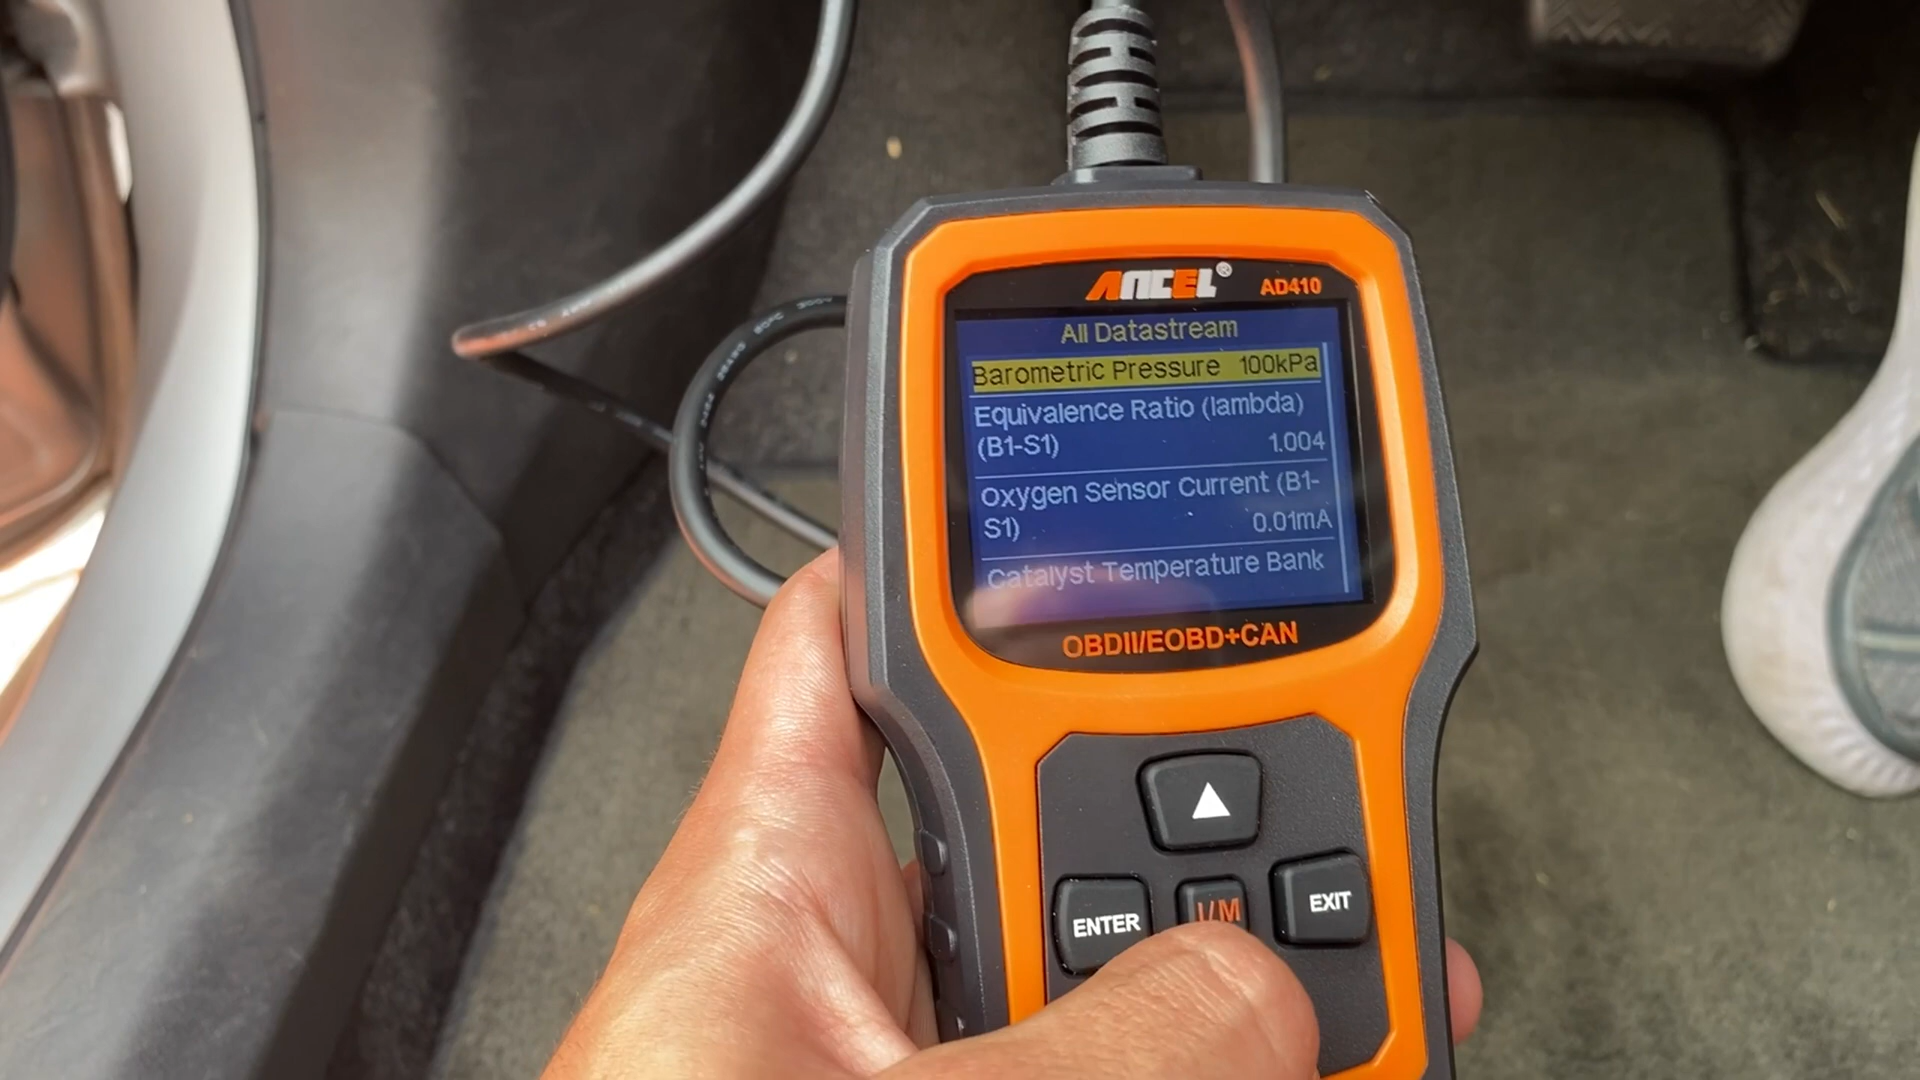 ANCEL® AD410
All Datastream
Barometric Pressure 100kPa
Equivalence Ratio (lambda)
(B1-S1) 1.004
Oxygen Sensor Current (B1-
S1) 0.01mA
Catalyst Temperature Bank
OBDII/EOBD+CAN
ENTER I/M EXIT